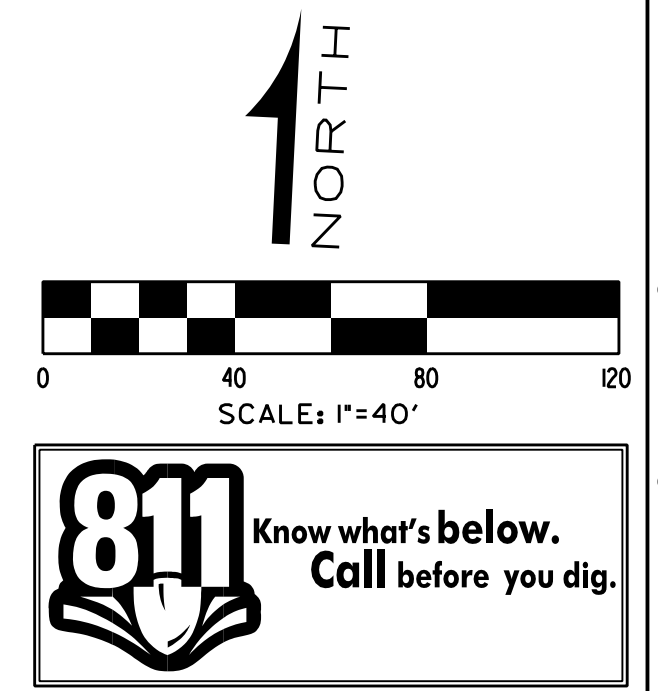 NORTH
0 40 80 120
SCALE: 1"=40'
811
Know what's below.
Call before you dig.